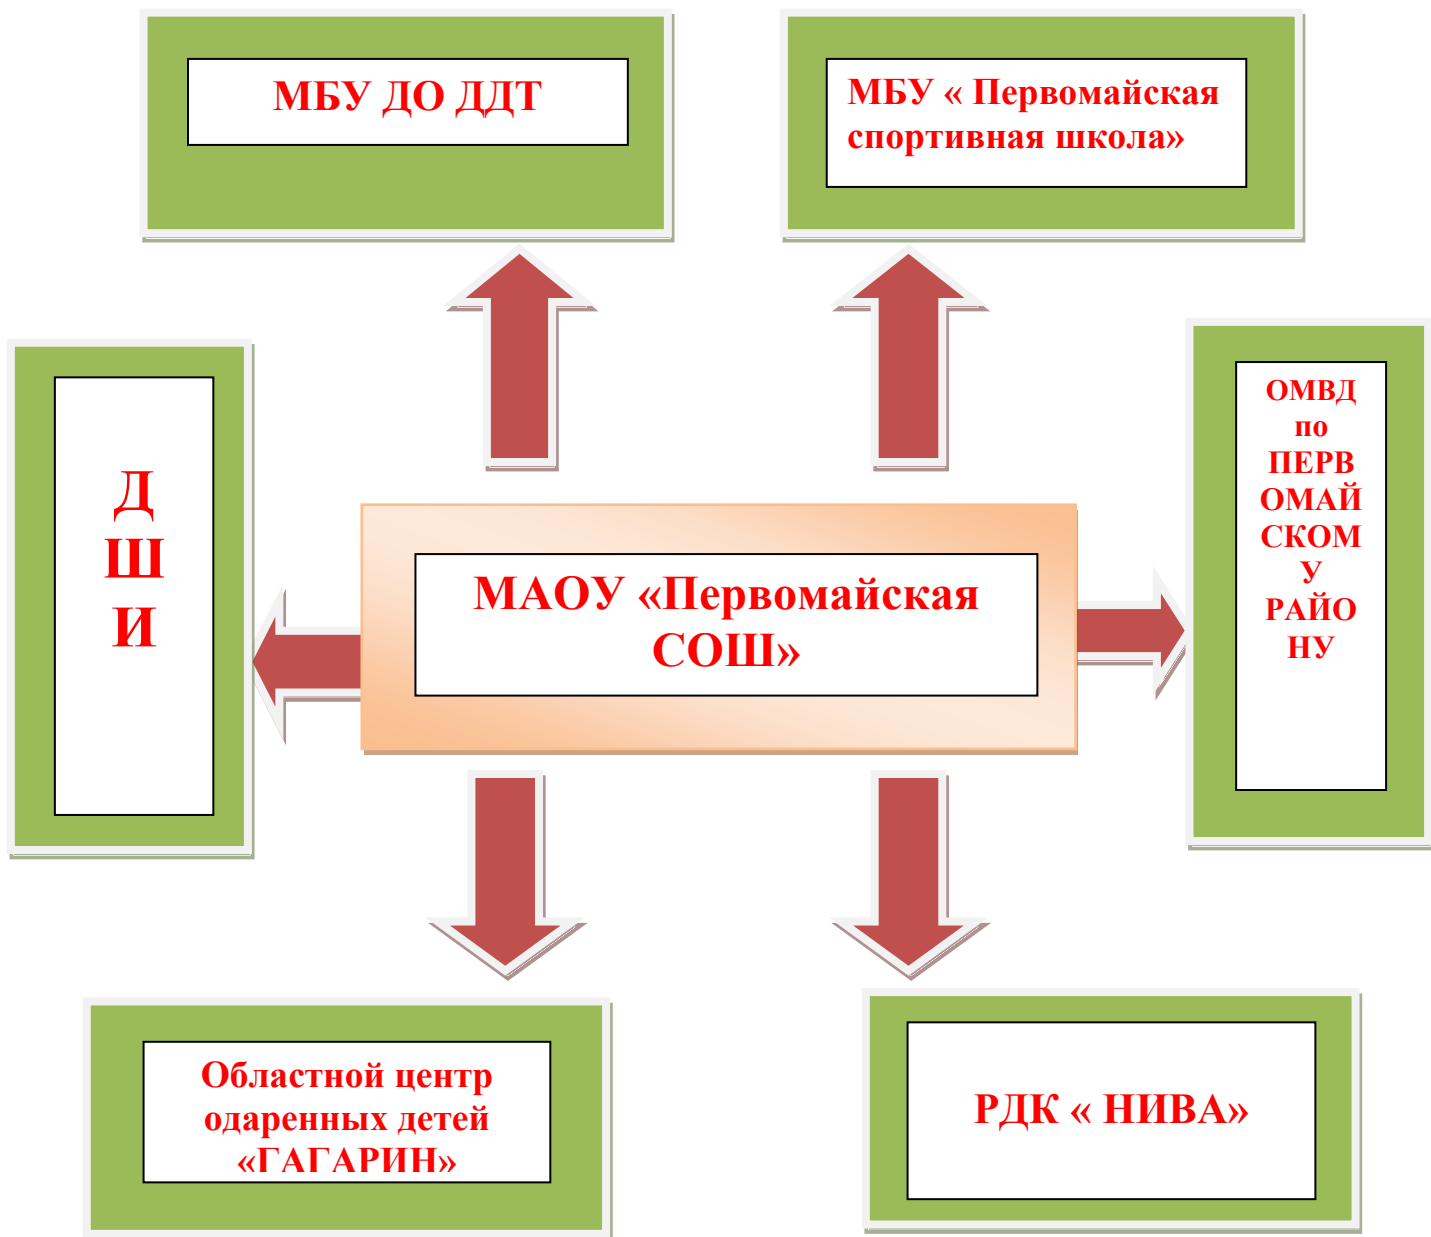 МБУ ДО ДДТ
МБУ « Первомайская
спортивная школа»
Д
Ш
И
ОМВД
по
ПЕРВ
ОМАЙ
СКОМ
У
РАЙО
НУ
МАОУ «Первомайская
СОШ»
Областной центр
одаренных детей
«ГАГАРИН»
РДК « НИВА»